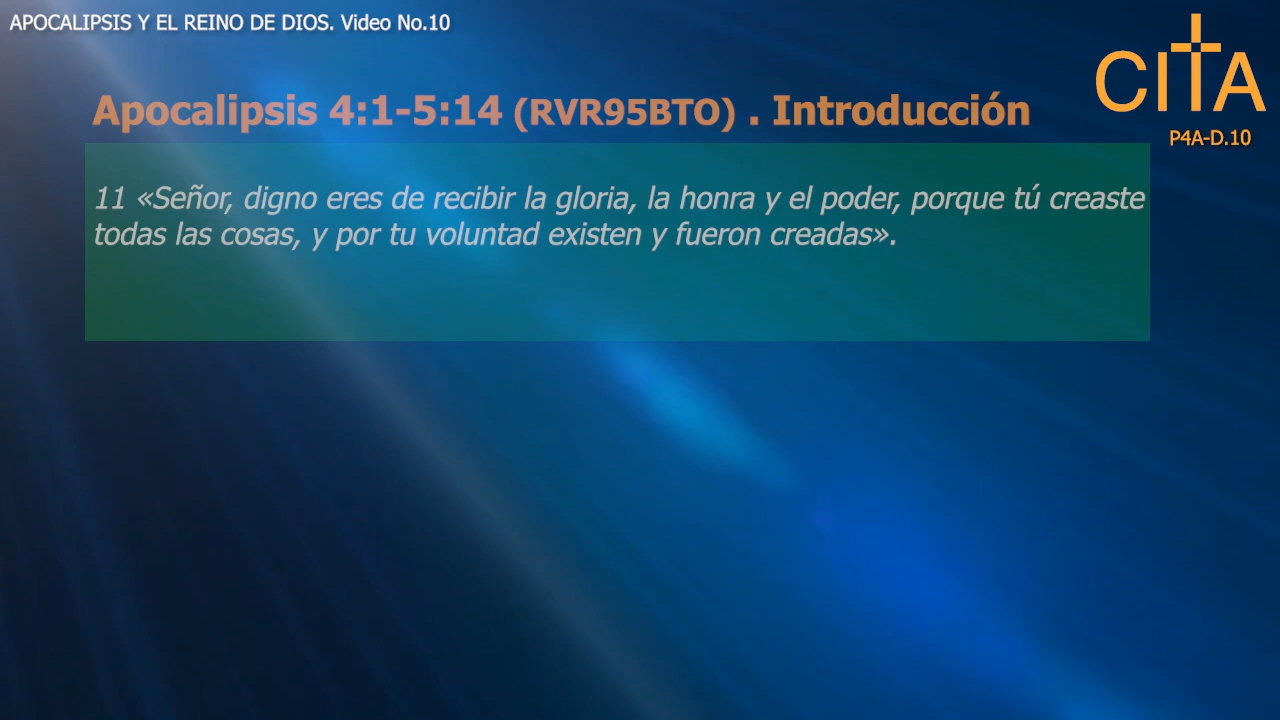 APOCALIPSIS Y EL REINO DE DIOS. Video No.10
CITA
P4A-D.10
Apocalipsis 4:1-5:14 (RVR95BTO) . Introducción
11 «Señor, digno eres de recibir la gloria, la honra y el poder, porque tú creaste
todas las cosas, y por tu voluntad existen y fueron creadas».